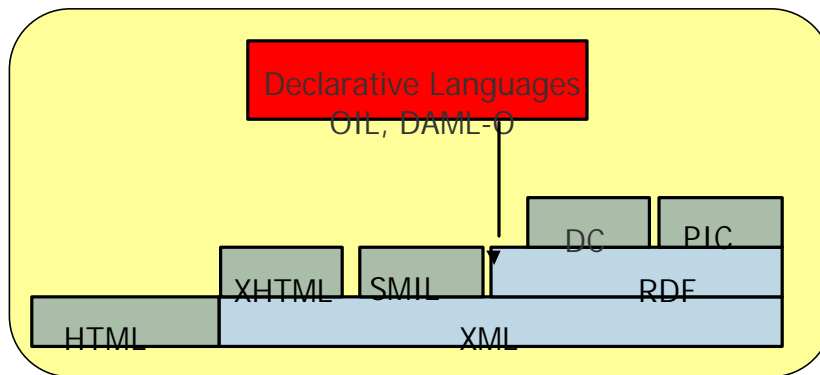 Declarative Languages
OIL, DAML-O
DC
PIC
XHTML
SMIL
RDF
HTML
XML